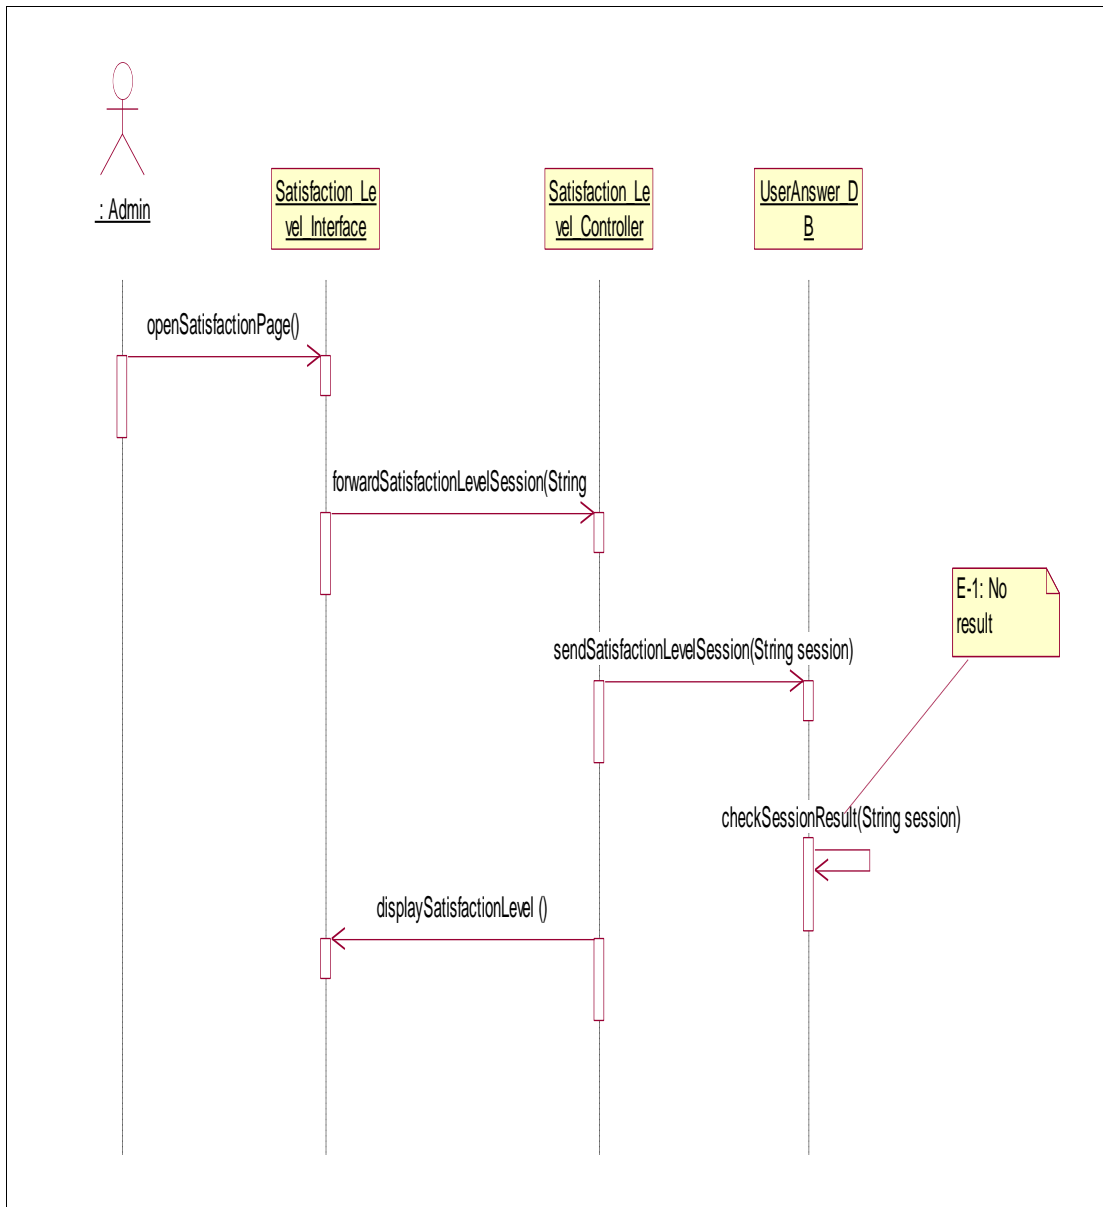 : Admin
Satisfaction_Le
vel_Interface
Satisfaction_Le
vel_Controller
UserAnswer_D
B
openSatisfactionPage()
forwardSatisfactionLevelSession(String
E-1: No
result
sendSatisfactionLevelSession(String session)
checkSessionResult(String session)
displaySatisfactionLevel ()